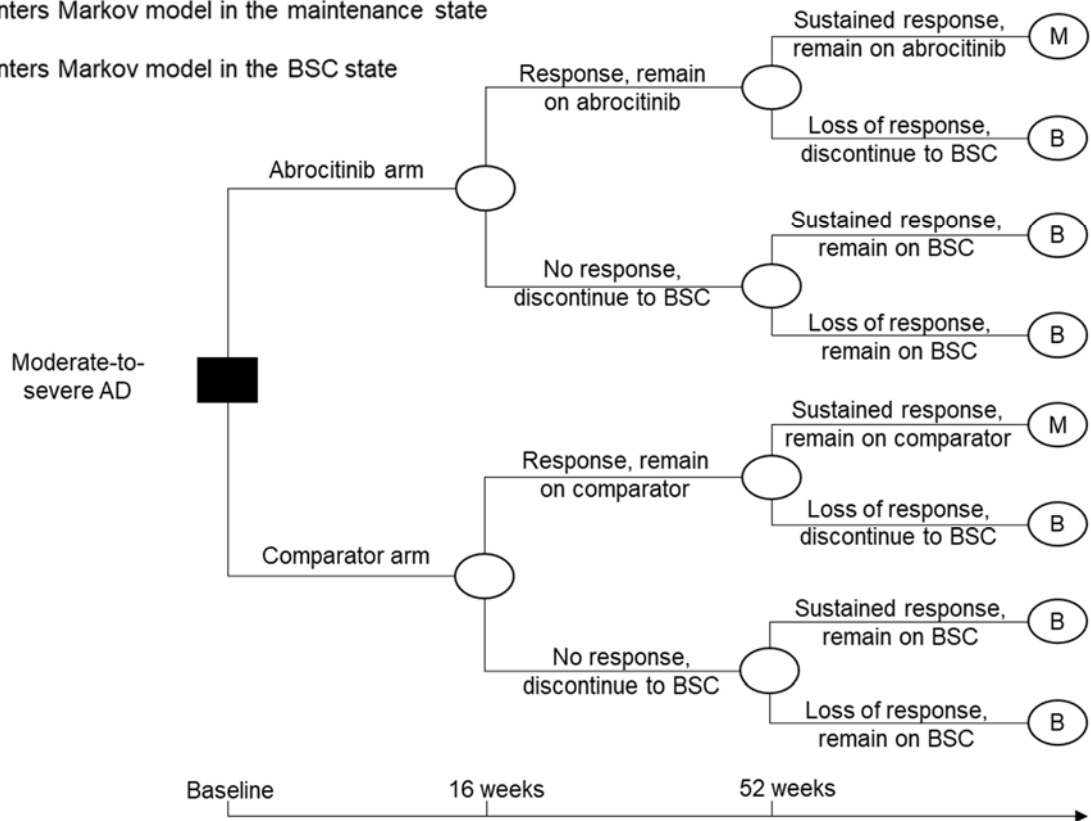 nters Markov model in the maintenance state
nters Markov model in the BSC state
Sustained response,
remain on abrocitinib
M
Response, remain
on abrocitinib
Loss of response,
discontinue to BSC
B
Abrocitinib arm
Sustained response,
remain on BSC
B
No response,
discontinue to BSC
Loss of response,
remain on BSC
B
Moderate-to-
severe AD
Sustained response,
remain on comparator
M
Response, remain
on comparator
Loss of response,
discontinue to BSC
B
Comparator arm
Sustained response,
remain on BSC
B
No response,
discontinue to BSC
Loss of response,
remain on BSC
B
Baseline
16 weeks
52 weeks